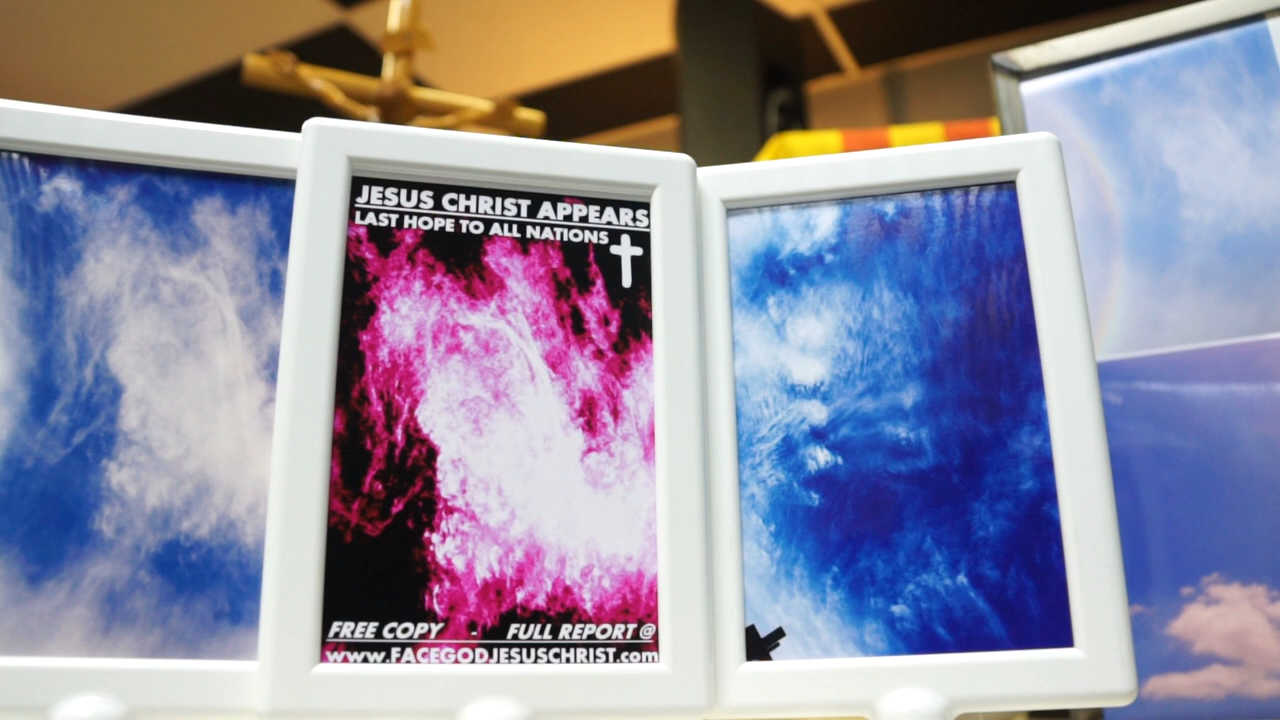 JESUS CHRIST APPEARS
LAST HOPE TO ALL NATIONS
FREE COPY - FULL REPORT @
www.FACEGODJESUSCHRIST.com